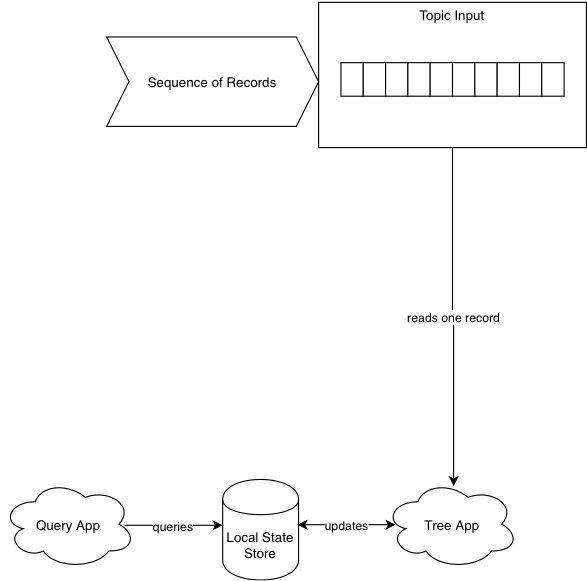 Topic Input
Sequence of Records
reads one record
Query App
queries
Local State
Store
updates
Tree App